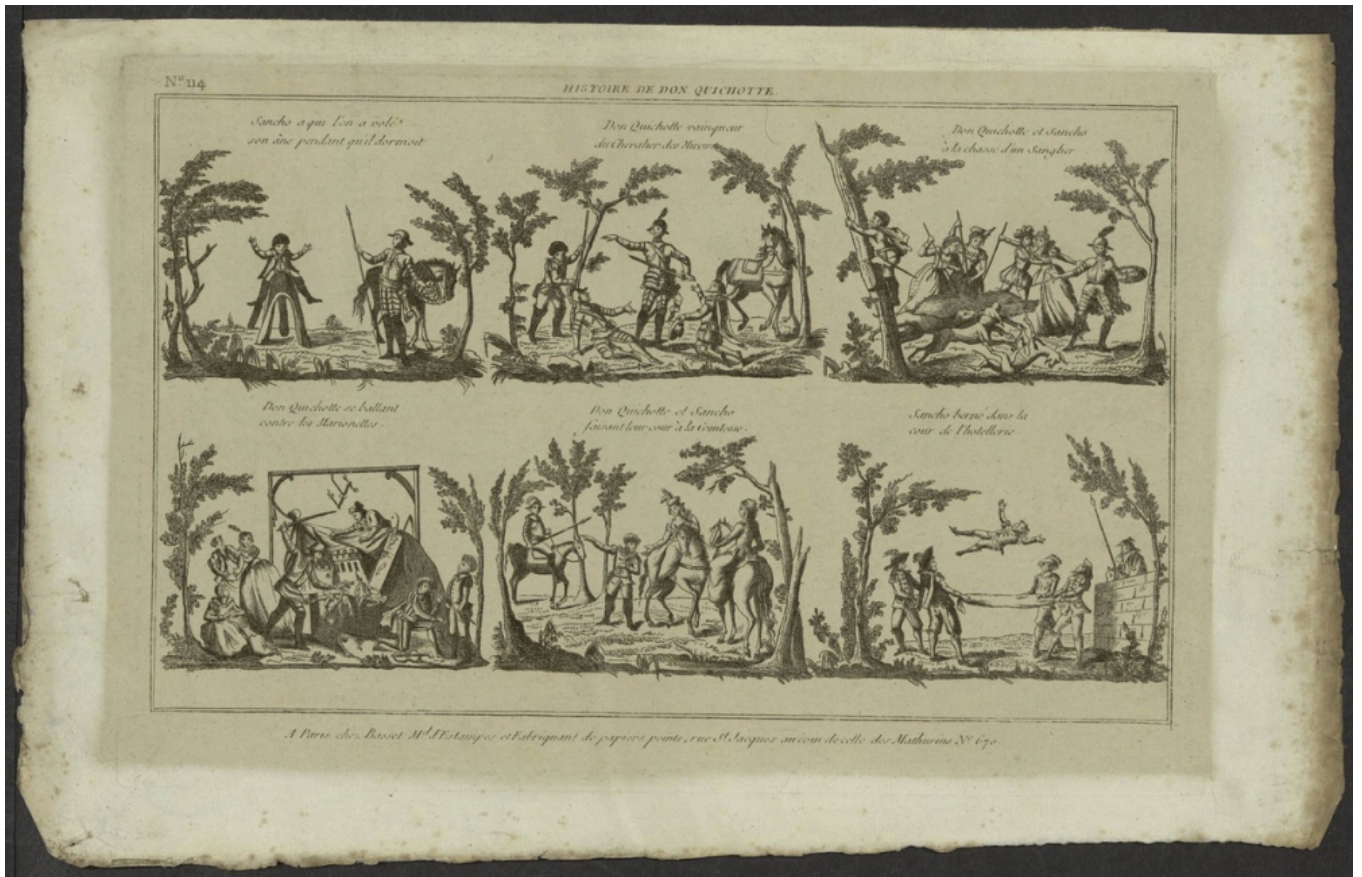 Nº 114
HISTOIRE DE DON QUICHOTTE
Sancho a qui l'on a volé
son âne pendant qu'il dormoit
Don Quichotte vainqueur
du Chevalier des Miroirs
Don Quichotte et Sancho
à la chasse d'un Sanglier
Don Quichotte se battant
contre les Marionettes.
Don Quichotte et Sancho
faisant leur cour à la Comtesse.
Sancho berné dans la
cour de l'hotellerie
A Paris chez Basset Md. d'Estampes et Fabriquant de papiers peints, rue St. Jacques au coin de celle des Mathurins Nº 670